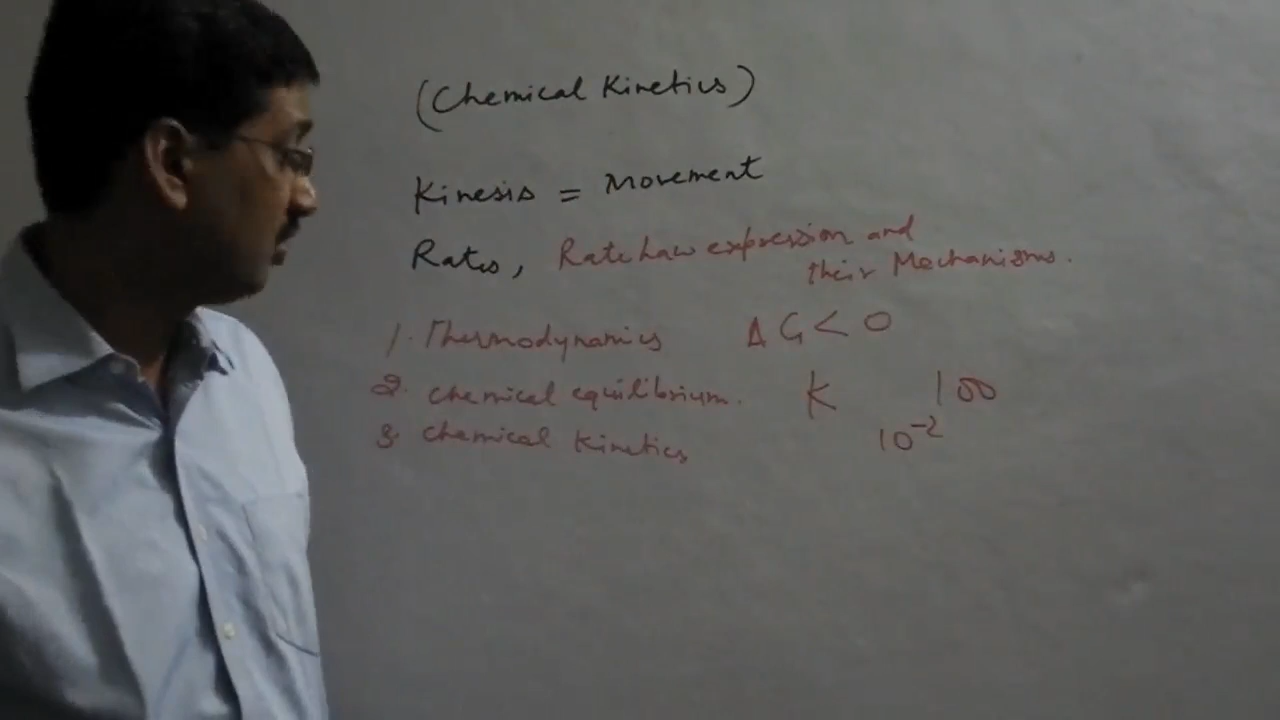 (Chemical Kinetics)
Kinesis = Movement
Rates, Rate law expression and
their Mechanisms.
1. Thermodynamics ΔG < 0
2. chemical equilibrium. K 100
3. chemical kinetics 10⁻²